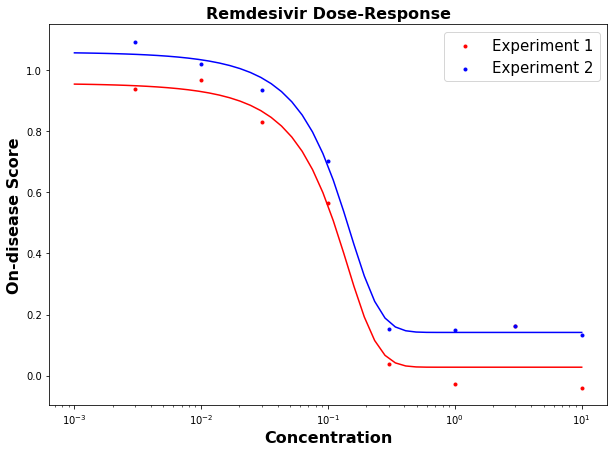 Remdesivir Dose-Response
Experiment 1
Experiment 2
On-disease Score
1.0
0.8
0.6
0.4
0.2
0.0
10⁻³
10⁻²
10⁻¹
10⁰
10¹
Concentration